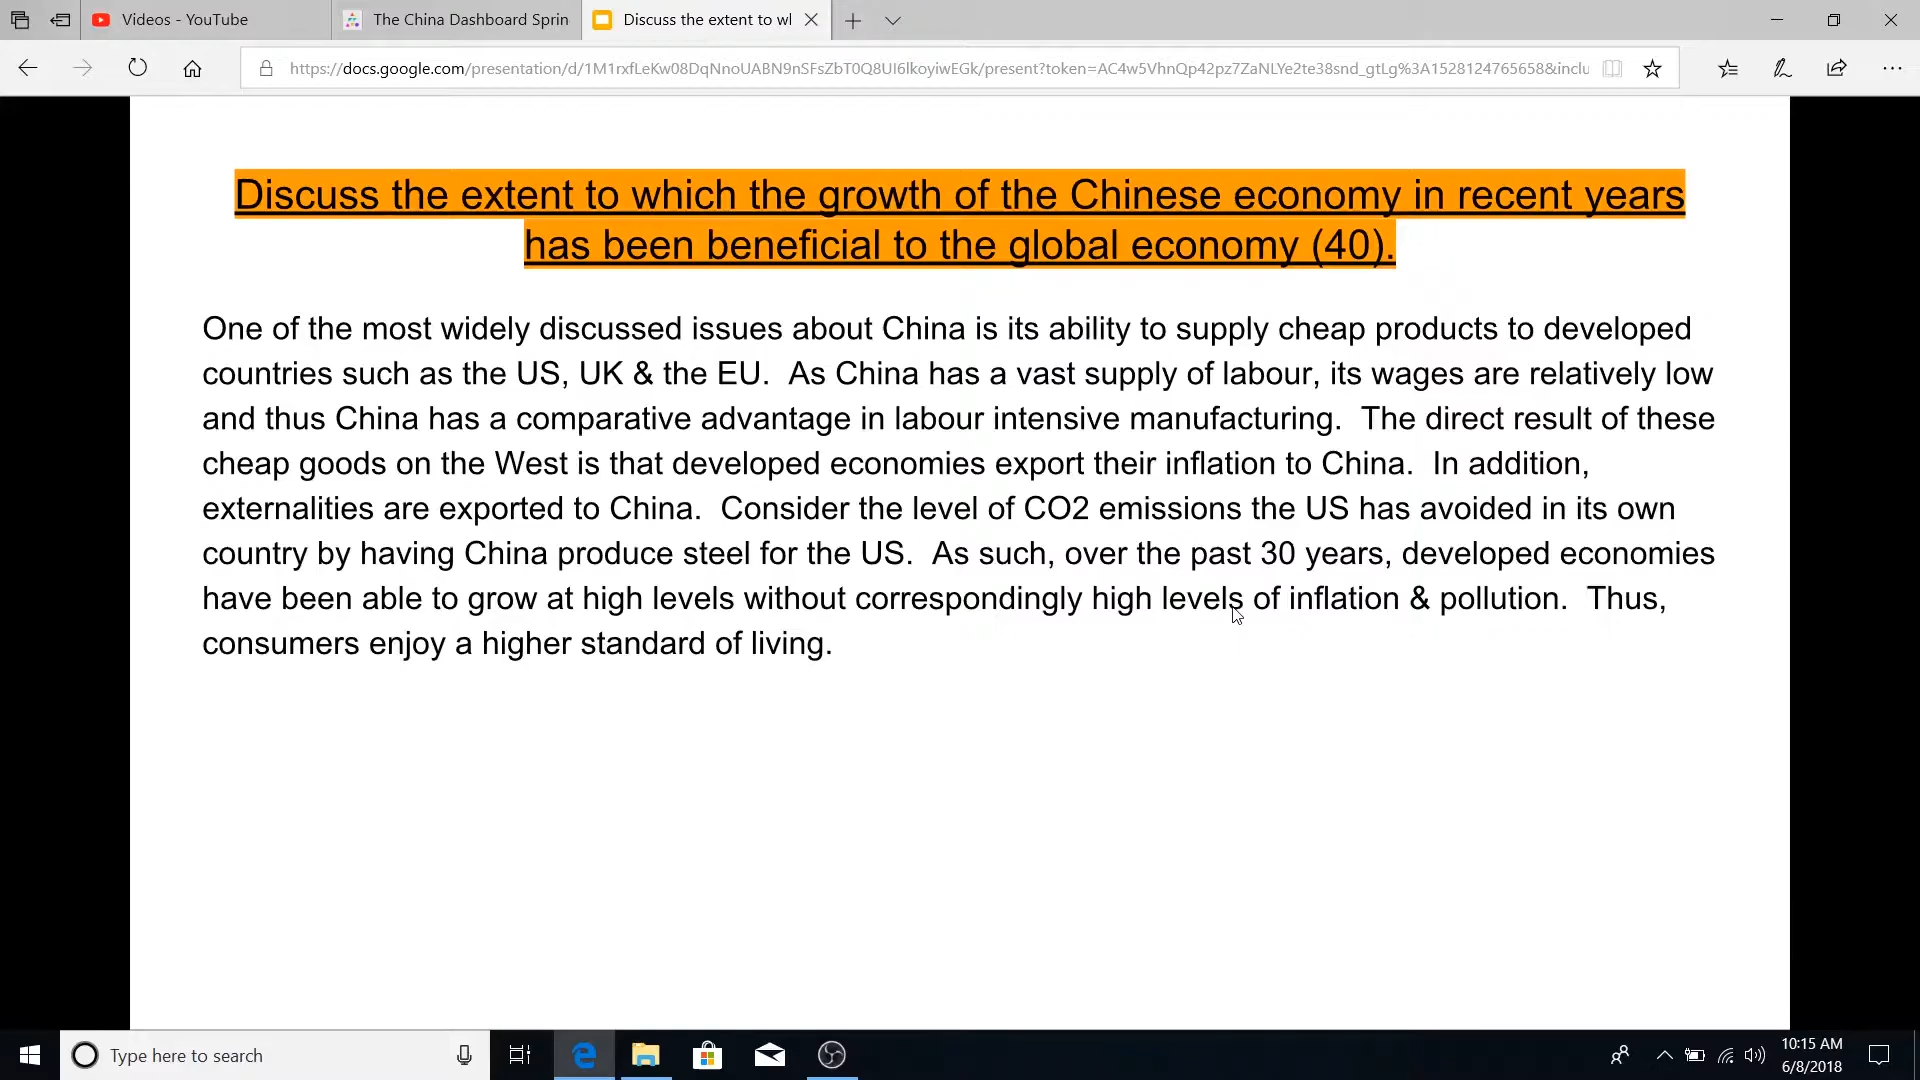 Videos - YouTube
The China Dashboard Sprin
Discuss the extent to wl
https://docs.google.com/presentation/d/1M1rxfLeKw08DqNnoUABN9nSFsZbT0Q8UI6lkoyiwEGk/present?token=AC4w5VhnQp42pz7ZaNLYe2te38snd_gtLg%3A1528124765658&inclu
Discuss the extent to which the growth of the Chinese economy in recent years
has been beneficial to the global economy (40).
One of the most widely discussed issues about China is its ability to supply cheap products to developed
countries such as the US, UK & the EU.  As China has a vast supply of labour, its wages are relatively low
and thus China has a comparative advantage in labour intensive manufacturing.  The direct result of these
cheap goods on the West is that developed economies export their inflation to China.  In addition,
externalities are exported to China.  Consider the level of CO2 emissions the US has avoided in its own
country by having China produce steel for the US.  As such, over the past 30 years, developed economies
have been able to grow at high levels without correspondingly high levels of inflation & pollution.  Thus,
consumers enjoy a higher standard of living.
Type here to search
10:15 AM
6/8/2018